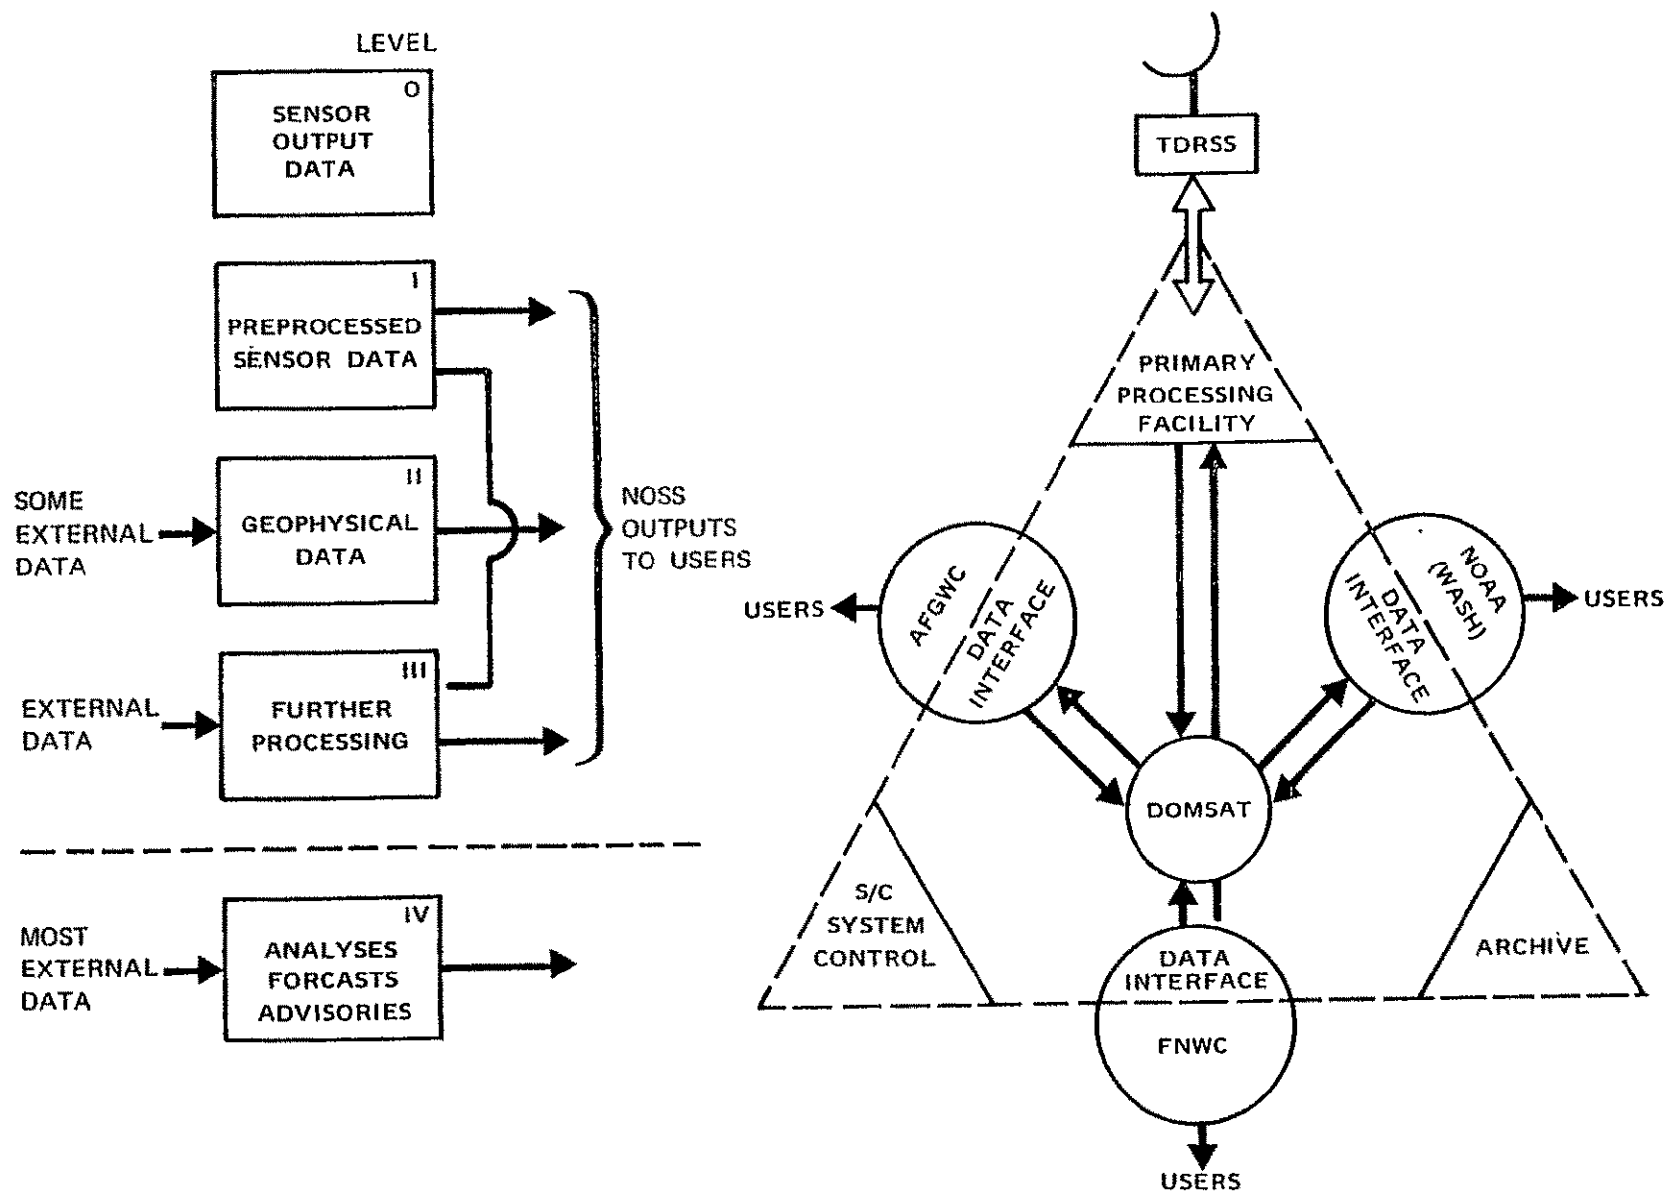 LEVEL
O
SENSOR
OUTPUT
DATA
I
PREPROCESSED
SENSOR DATA
II
GEOPHYSICAL
DATA
SOME
EXTERNAL
DATA
III
FURTHER
PROCESSING
EXTERNAL
DATA
NOSS
OUTPUTS
TO USERS
IV
ANALYSES
FORCASTS
ADVISORIES
MOST
EXTERNAL
DATA
TDRSS
PRIMARY
PROCESSING
FACILITY
USERS
AFGWC
DATA
INTERFACE
NOAA
(WASH)
DATA
INTERFACE
USERS
DOMSAT
S/C
SYSTEM
CONTROL
DATA
INTERFACE
FNWC
ARCHIVE
USERS